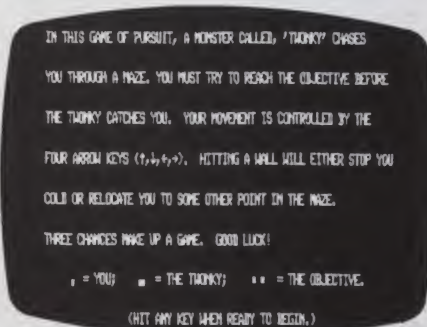 IN THIS GAME OF PURSUIT, A MONSTER CALLED, 'TWONKY' CHASES
YOU THROUGH A MAZE. YOU MUST TRY TO REACH THE OBJECTIVE BEFORE
THE TWONKY CATCHES YOU. YOUR MOVEMENT IS CONTROLLED BY THE
FOUR ARROW KEYS (↑,↓,←,→). HITTING A WALL WILL EITHER STOP YOU
COLD OR RELOCATE YOU TO SOME OTHER POINT IN THE MAZE.
THREE CHANCES MAKE UP A GAME. GOOD LUCK!
= YOU; = THE TWONKY; = THE OBJECTIVE.
(HIT ANY KEY WHEN READY TO BEGIN.)